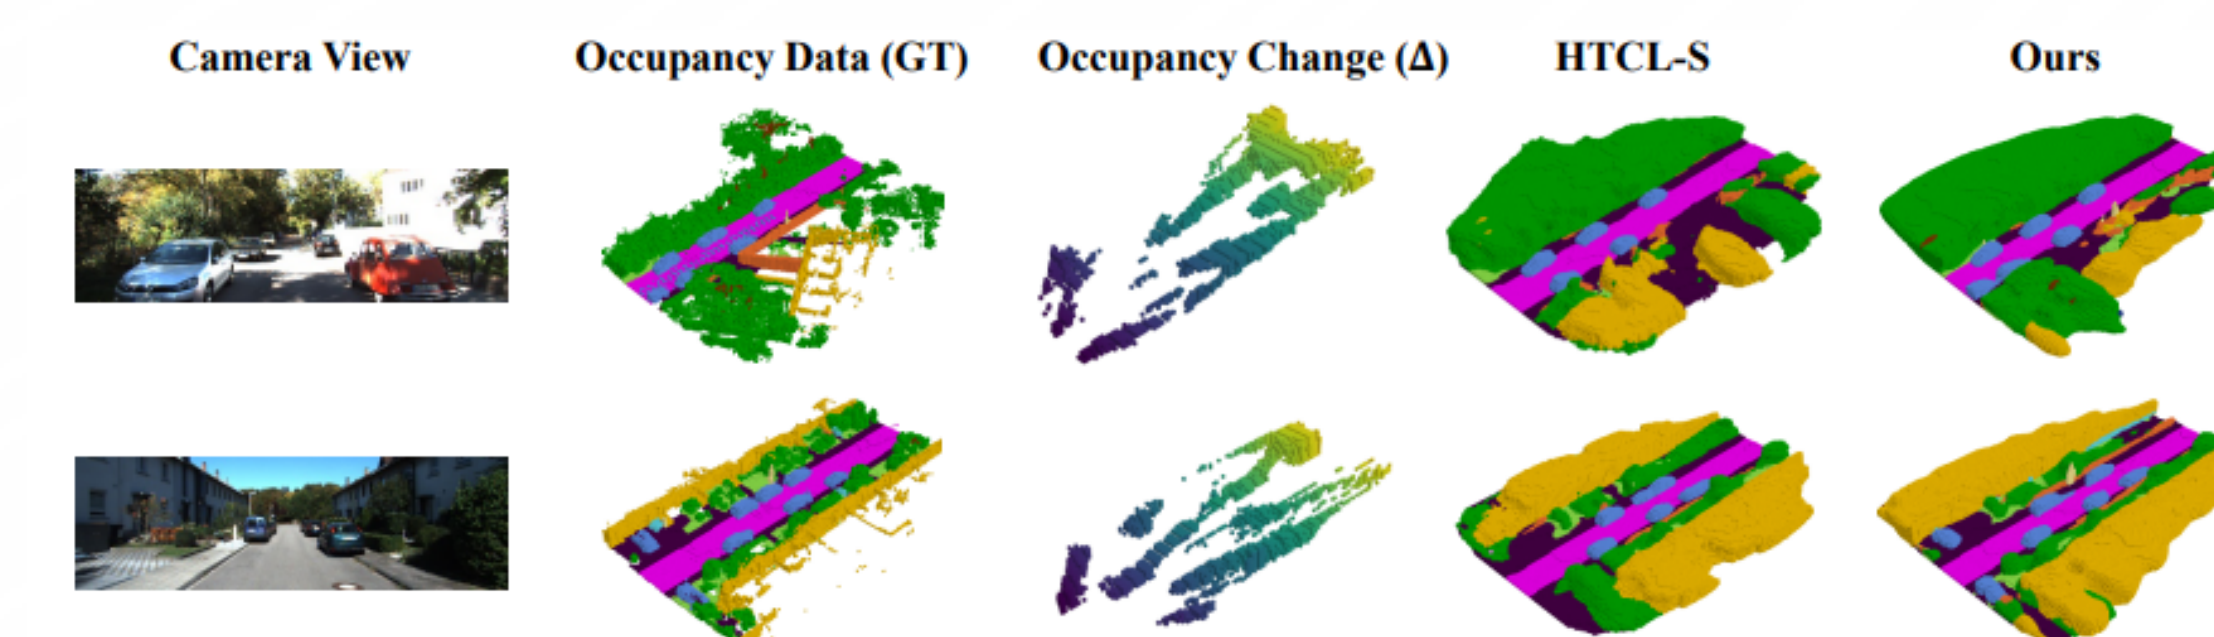 Camera View Occupancy Data (GT) Occupancy Change (Δ) HTCL-S Ours